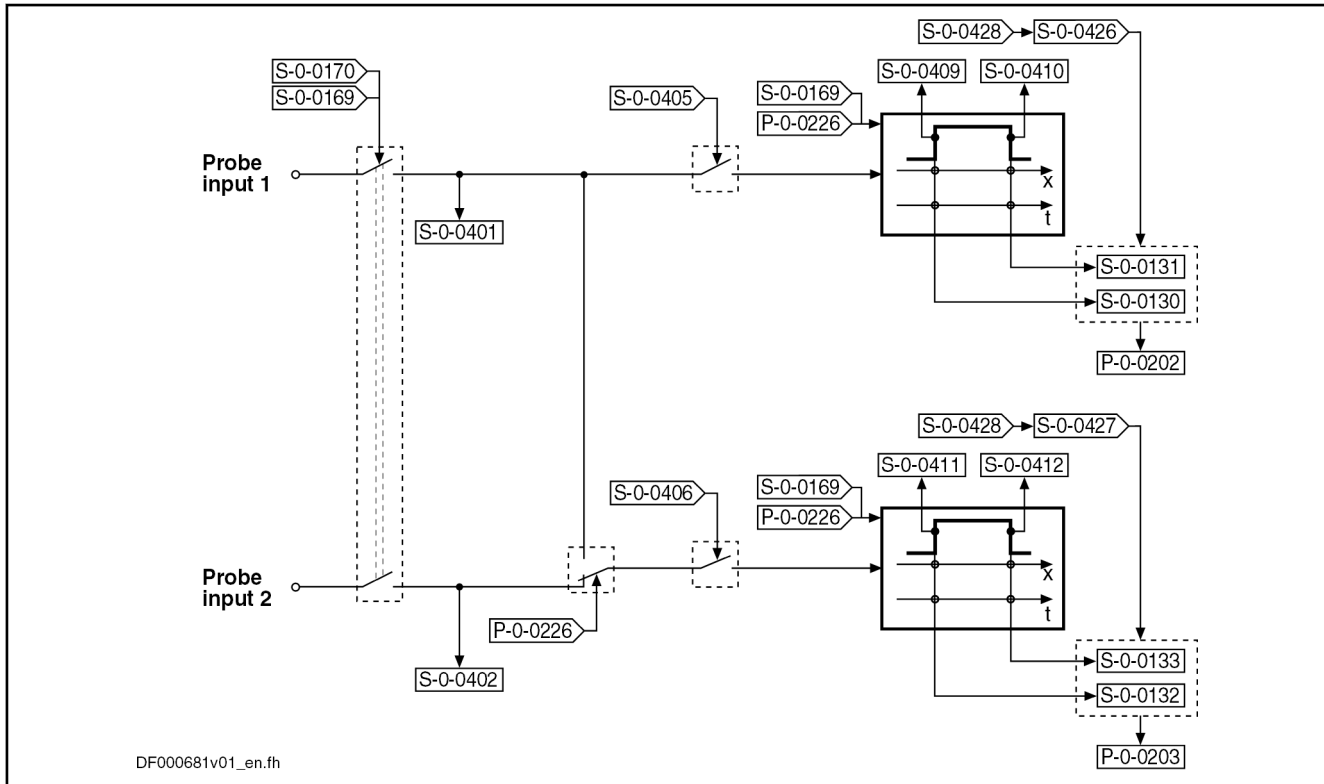 S-0-0428
S-0-0426
S-0-0170
S-0-0169
S-0-0409
S-0-0410
S-0-0405
S-0-0169
P-0-0226
Probe
input 1
x
t
S-0-0401
S-0-0131
S-0-0130
P-0-0202
S-0-0428
S-0-0427
S-0-0411
S-0-0412
S-0-0406
S-0-0169
P-0-0226
Probe
input 2
x
t
P-0-0226
S-0-0402
S-0-0133
S-0-0132
P-0-0203
DF000681v01_en.fh